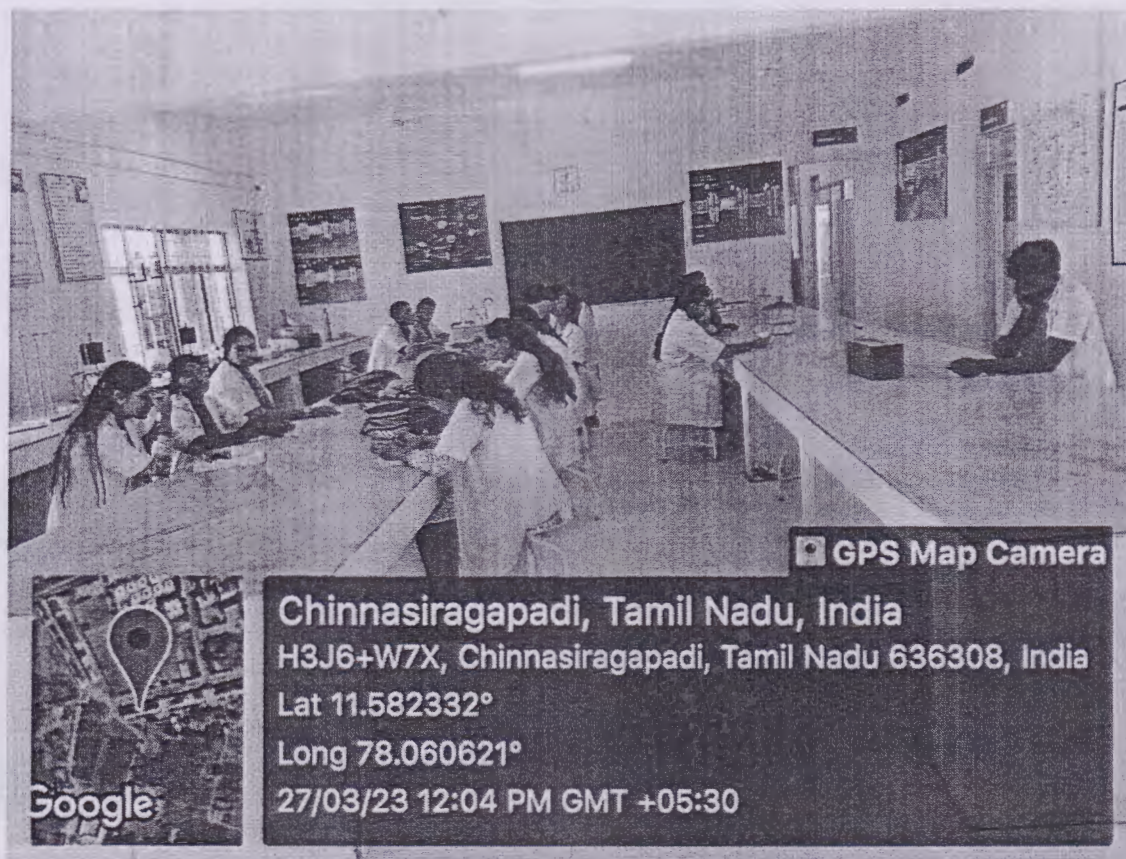 GPS Map Camera
Chinnasiragapadi, Tamil Nadu, India
H3J6+W7X, Chinnasiragapadi, Tamil Nadu 636308, India
Lat 11.582332°
Long 78.060621°
27/03/23 12:04 PM GMT +05:30
Google